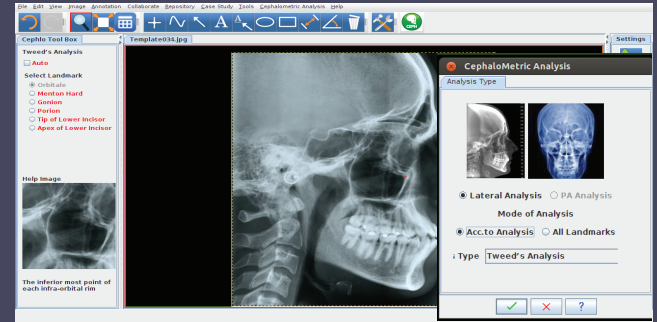 File Edit View Image Annotation Collaborate Repository Case Study Tools Cephalometric Analysis Help
A A
CEPH
Cephlo Tool Box
Template034.jpg
Settings
Tweed's Analysis
Auto
Select Landmark
Orbitale
Menton Hard
Gonion
Porion
Tip of Lower Incisor
Apex of Lower Incisor
Help Image
The inferior most point of
each infra-orbital rim
CephaloMetric Analysis
Analysis Type
Lateral Analysis PA Analysis
Mode of Analysis
Acc.to Analysis All Landmarks
Type Tweed's Analysis
?